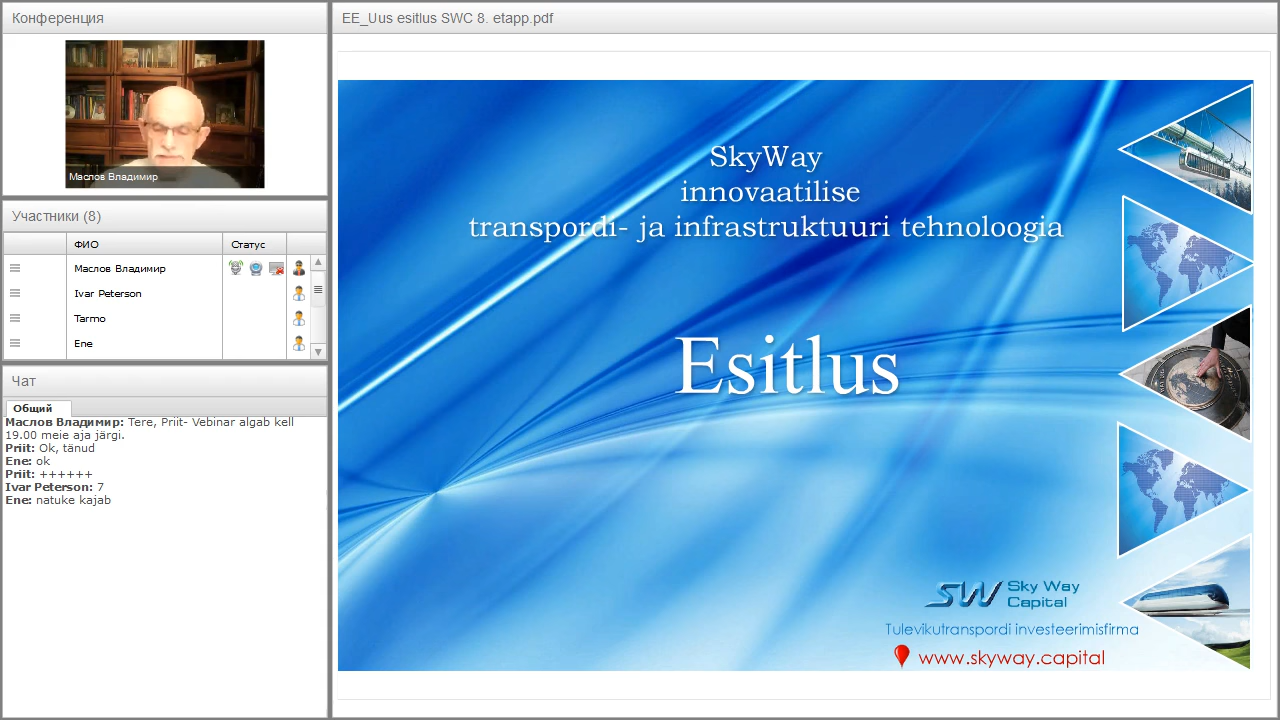 Конференция
Маслов Владимир
Участники (8)
ФИО
Статус
Маслов Владимир
Ivar Peterson
Tarmo
Ene
Чат
Общий
Маслов Владимир: Tere, Priit- Vebinar algab kell
19.00 meie aja järgi.
Priit: Ok, tänud
Ene: ok
Priit: ++++++
Ivar Peterson: 7
Ene: natuke kajab
EE_Uus esitlus SWC 8. etapp.pdf
SkyWay
innovaatilise
transpordi- ja infrastruktuuri tehnoloogia
Esitlus
SW Sky Way
Capital
Tulevikutranspordi investeerimisfirma
www.skyway.capital